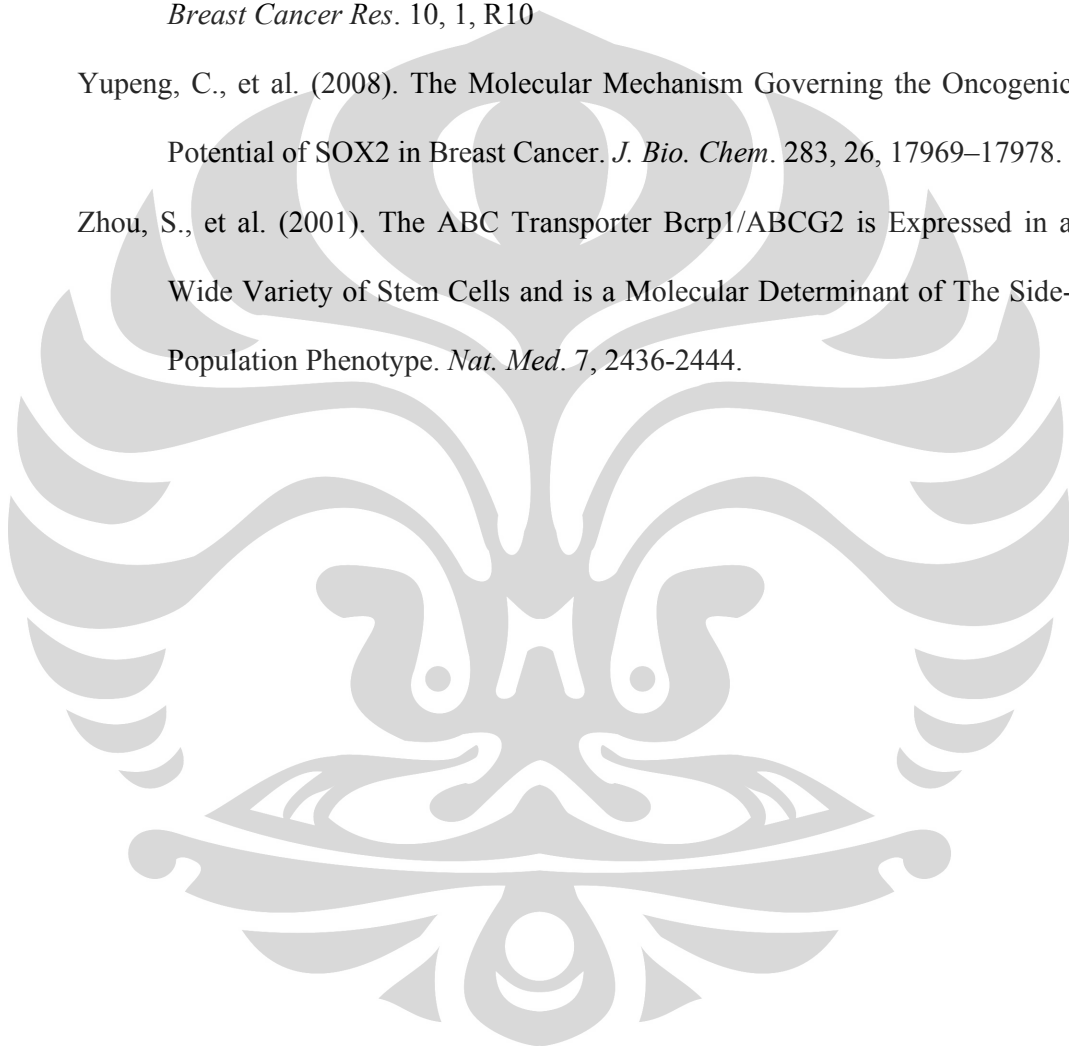 Breast Cancer Res. 10, 1, R10
Yupeng, C., et al. (2008). The Molecular Mechanism Governing the Oncogenic
Potential of SOX2 in Breast Cancer. J. Bio. Chem. 283, 26, 17969–17978.
Zhou, S., et al. (2001). The ABC Transporter Bcrp1/ABCG2 is Expressed in a
Wide Variety of Stem Cells and is a Molecular Determinant of The Side-
Population Phenotype. Nat. Med. 7, 2436-2444.